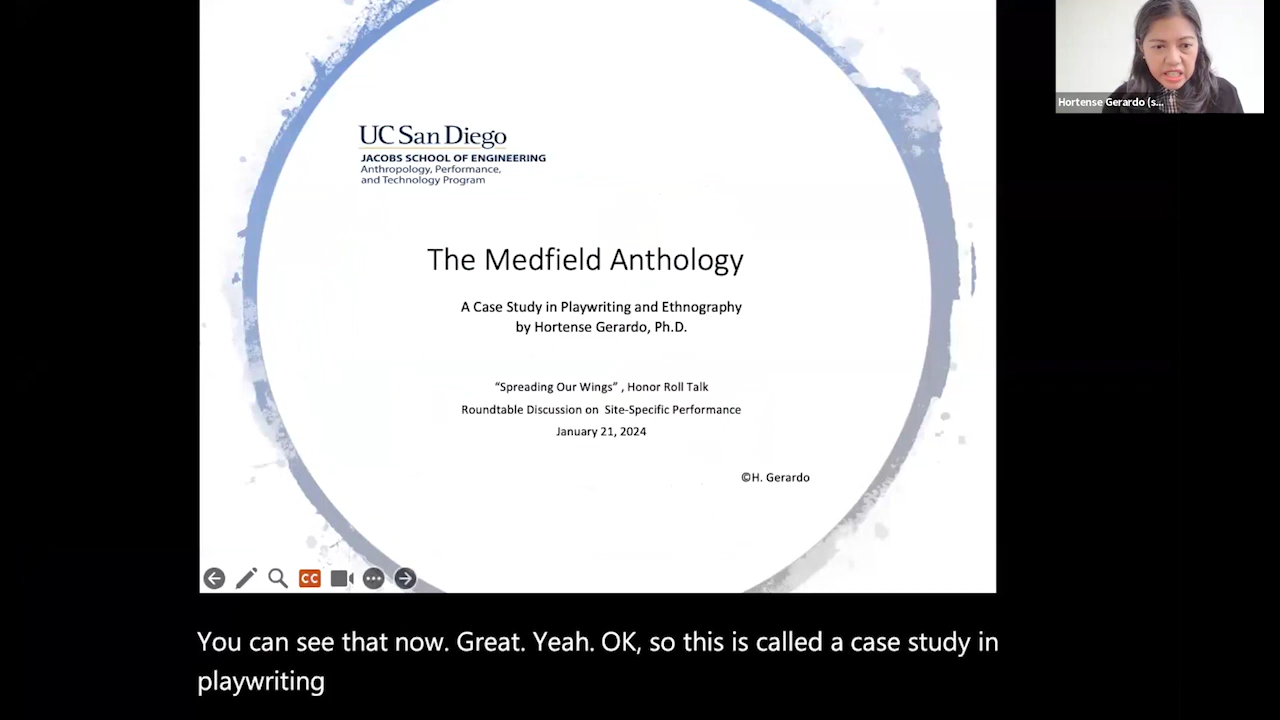 Hortense Gerardo (s...
UC San Diego
JACOBS SCHOOL OF ENGINEERING
Anthropology, Performance,
and Technology Program
The Medfield Anthology
A Case Study in Playwriting and Ethnography
by Hortense Gerardo, Ph.D.
“Spreading Our Wings” , Honor Roll Talk
Roundtable Discussion on Site-Specific Performance
January 21, 2024
©H. Gerardo
CC
You can see that now. Great. Yeah. OK, so this is called a case study in
playwriting